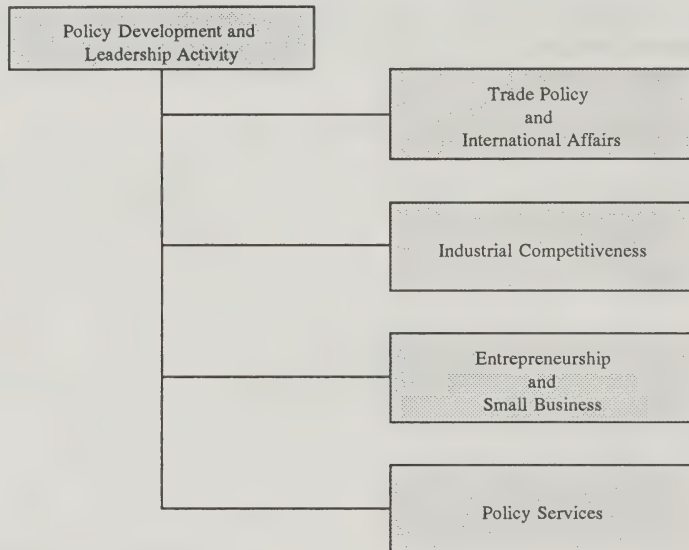 Policy Development and
Leadership Activity
Trade Policy
and
International Affairs
Industrial Competitiveness
Entrepreneurship
and
Small Business
Policy Services